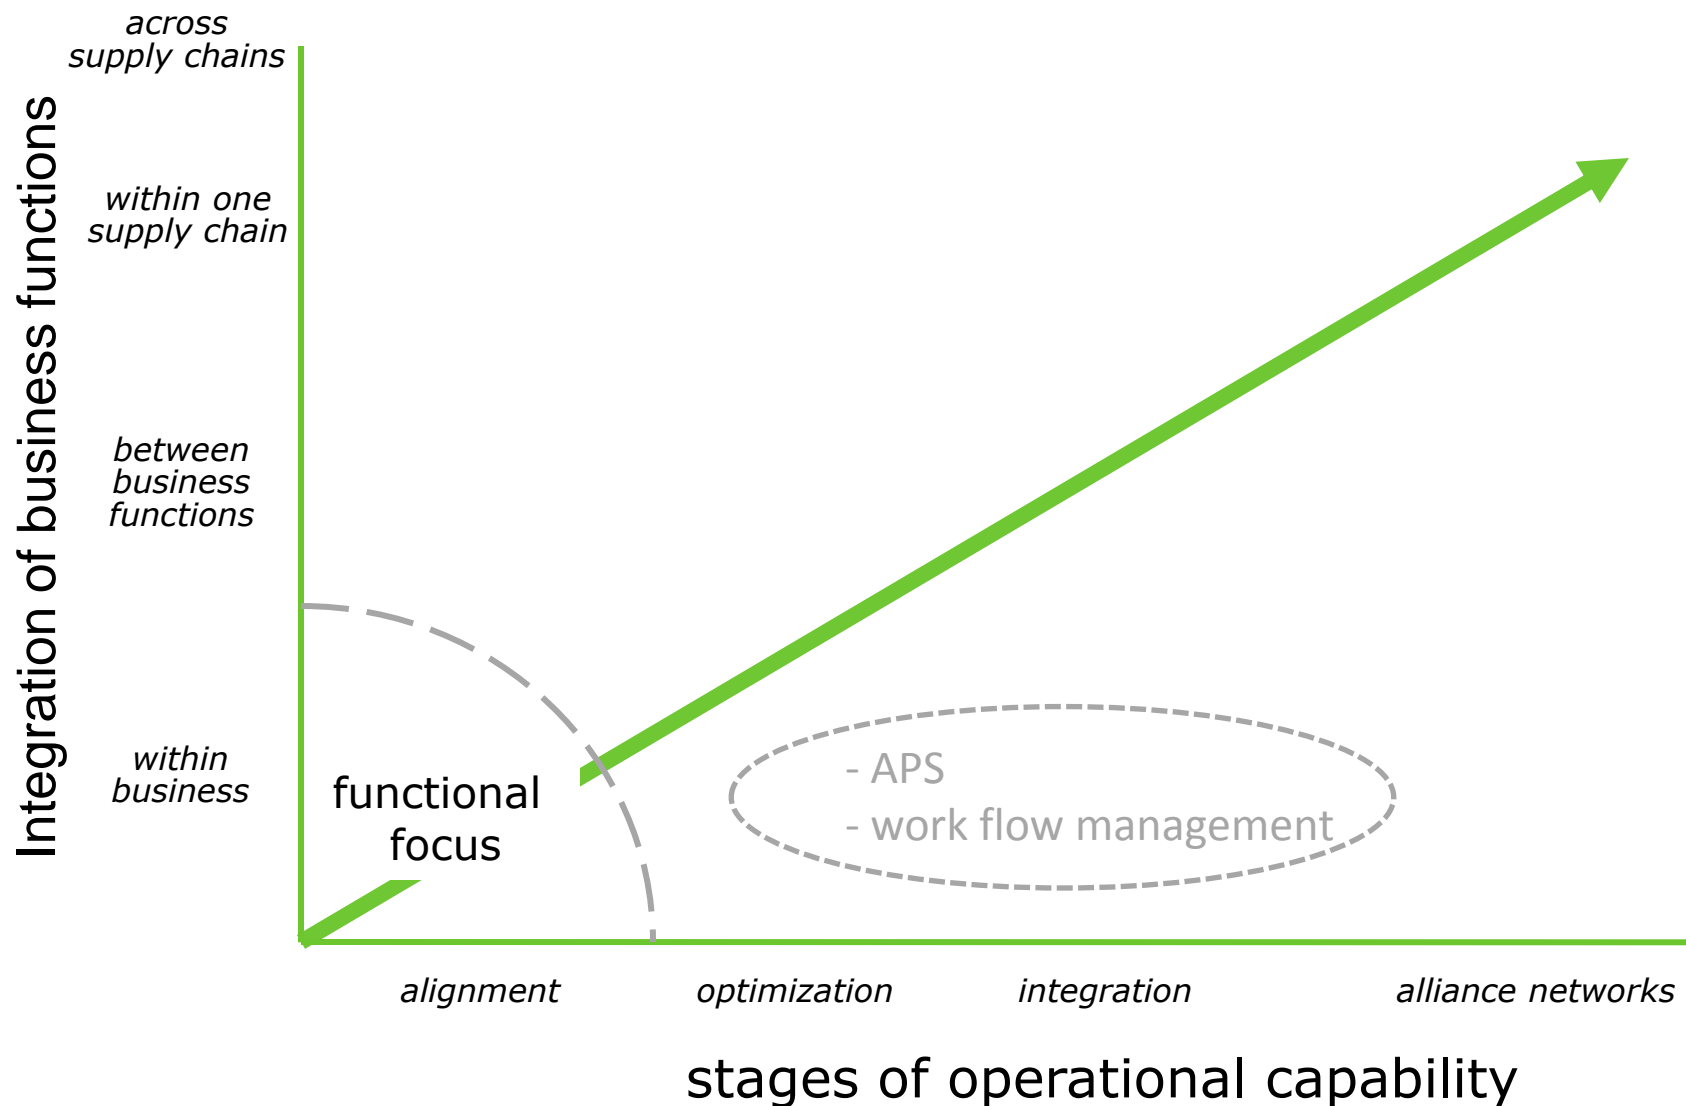 across
supply chains
Integration of business functions
within one
supply chain
between
business
functions
within
business
functional
focus
- APS
- work flow management
alignment
optimization
integration
alliance networks
stages of operational capability